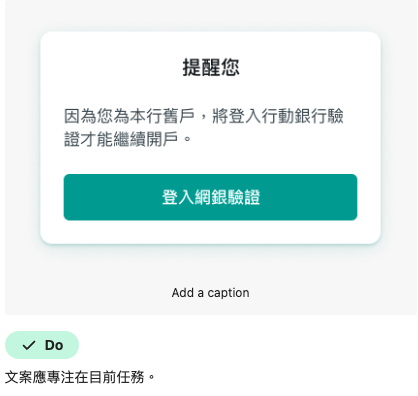 提醒您
因為您為本行舊戶，將登入行動銀行驗
證才能繼續開戶。
登入網銀驗證
Add a caption
Do
文案應專注在目前任務。